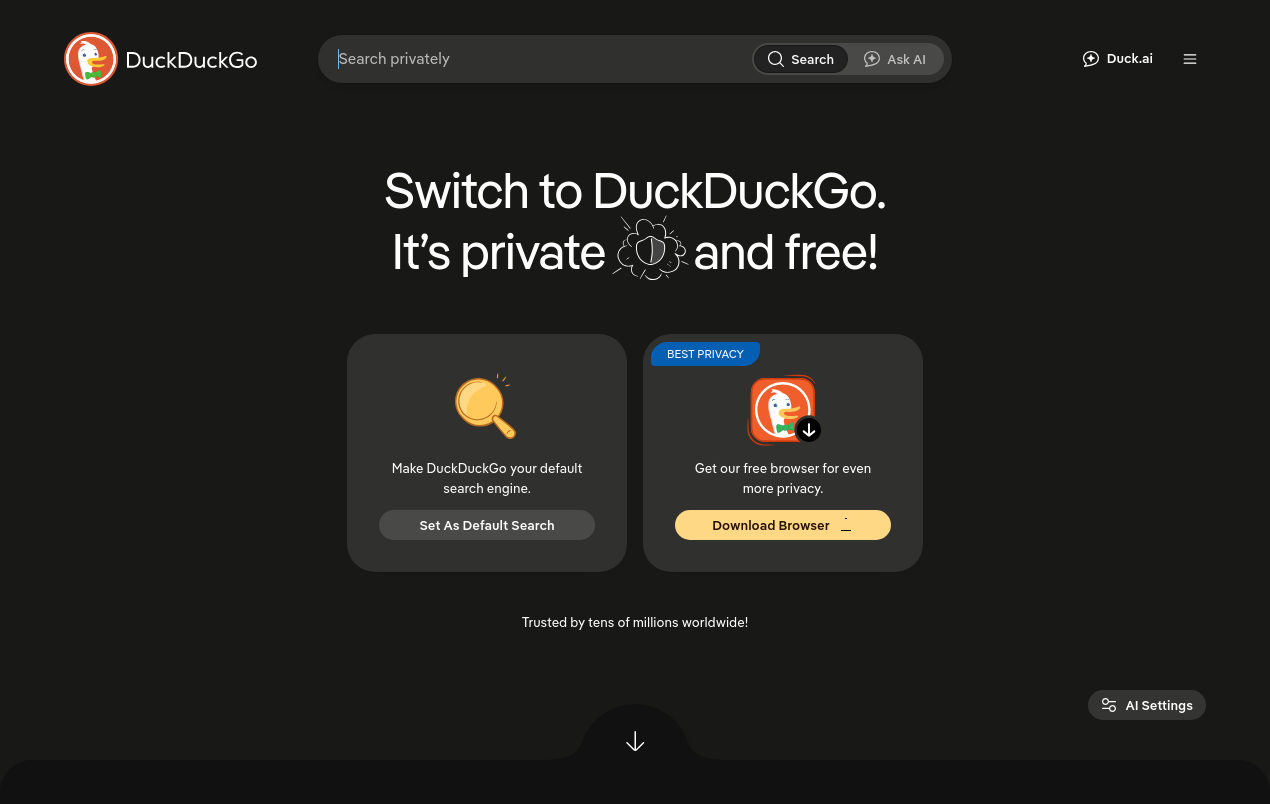 DuckDuckGo
Search privately
Search
Ask AI
Duck.ai
Switch to DuckDuckGo.
It's private and free!
Make DuckDuckGo your default
search engine.
Set As Default Search
BEST PRIVACY
Get our free browser for even
more privacy.
Download Browser
Trusted by tens of millions worldwide!
AI Settings